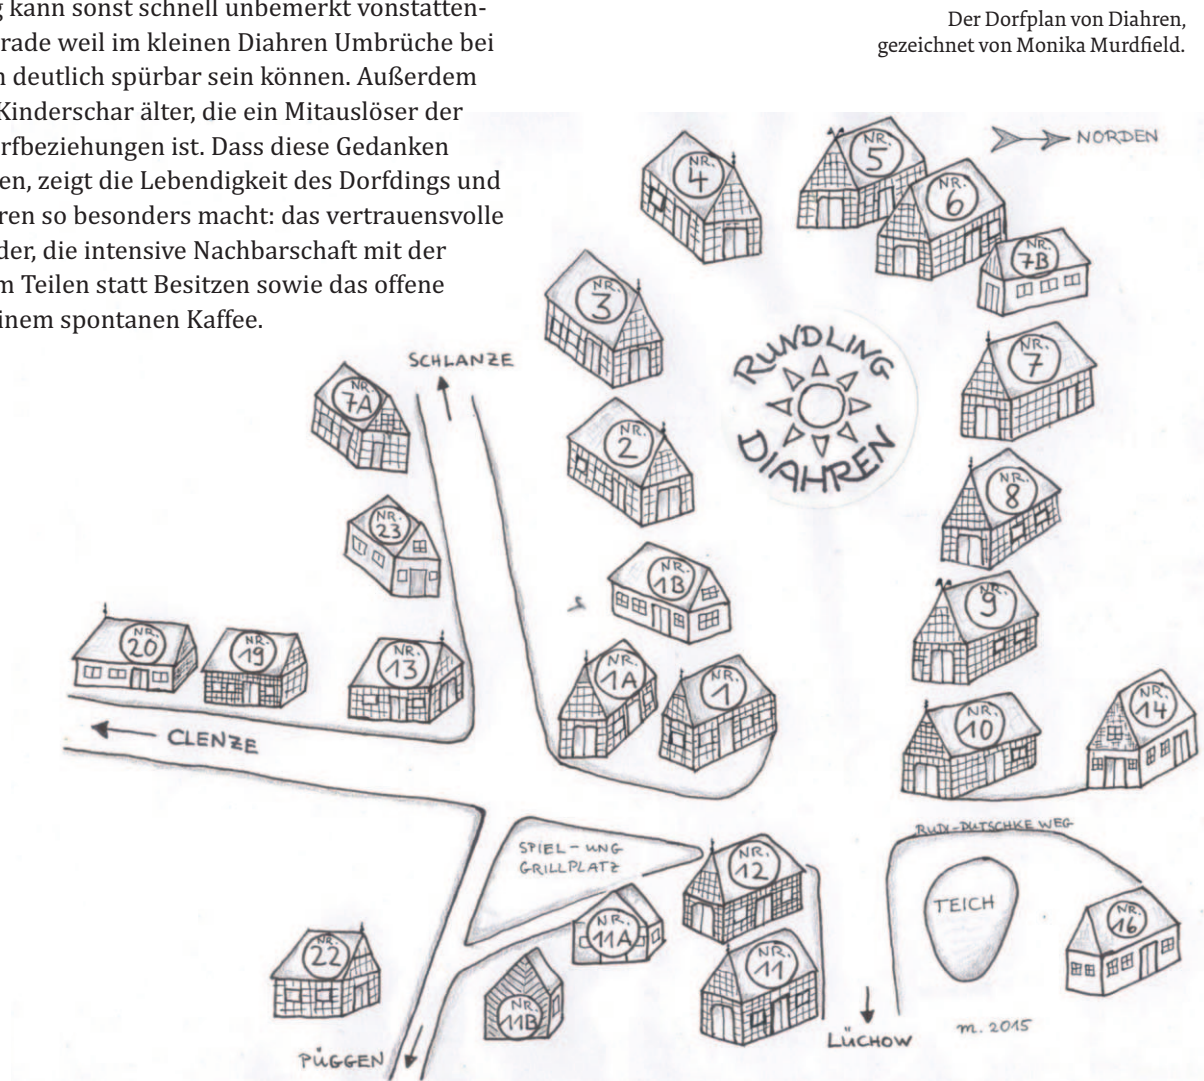 g kann sonst schnell unbemerkt vonstatten-
rade weil im kleinen Diahren Umbrüche bei
n deutlich spürbar sein können. Außerdem
Kinderschar älter, die ein Mitauslöser der
rfbeziehungen ist. Dass diese Gedanken
en, zeigt die Lebendigkeit des Dorfdings und
ren so besonders macht: das vertrauensvolle
der, die intensive Nachbarschaft mit der
m Teilen statt Besitzen sowie das offene
inem spontanen Kaffee.
Der Dorfplan von Diahren,
gezeichnet von Monika Murdfield.
NORDEN
NR. 4
NR. 5
NR. 6
NR. 7B
NR. 3
RUNDLING
DIAHREN
NR. 7
SCHLANZE
NR. 7A
NR. 2
NR. 8
NR. 23
NR. 1B
NR. 9
NR. 20
NR. 19
NR. 13
NR. 1A
NR. 1
NR. 10
NR. 14
CLENZE
RUDI-DUTSCHKE WEG
SPIEL- UNG
GRILLPLATZ
NR. 12
TEICH
NR. 11A
NR. 16
NR. 22
NR. 11
NR. 11B
LÜCHOW
m. 2015
PÜGGEN